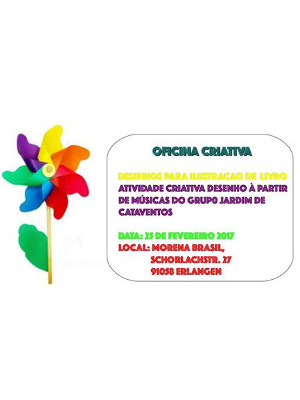 OFICINA CRIATIVA
DESENHOS PARA ILUSTRACAO DE LIVRO
ATIVIDADE CRIATIVA DESENHO À PARTIR
DE MÚSICAS DO GRUPO JARDIM DE
CATAVENTOS
DATA: 25 DE FEVEREIRO 2017
LOCAL: MORENA BRASIL,
SCHORLACHSTR. 27
91058 ERLANGEN